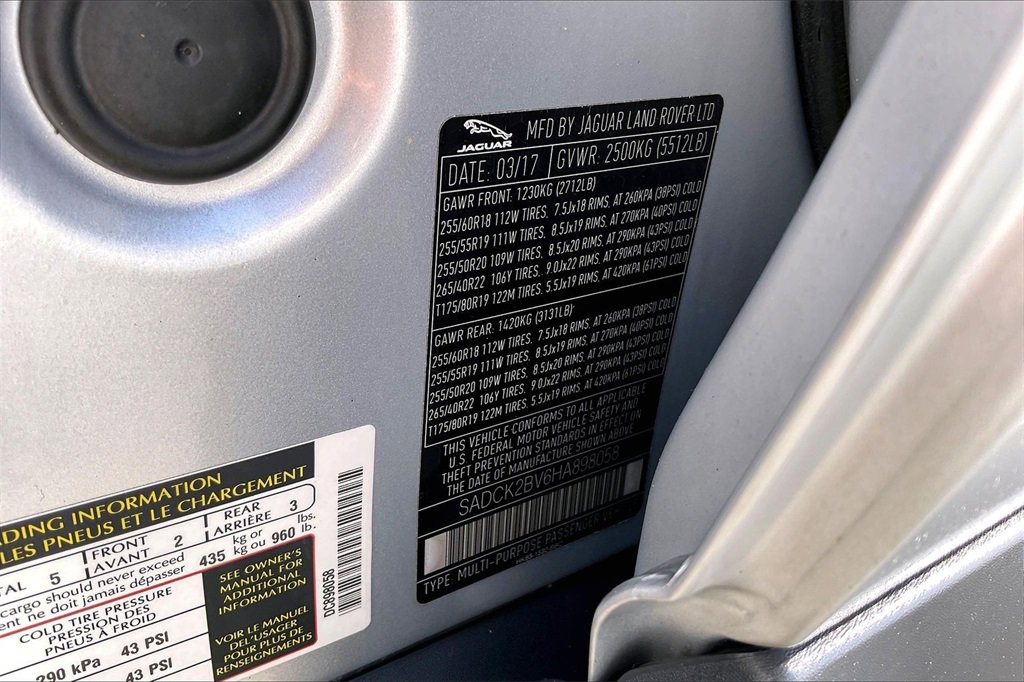 JAGUAR
MFD BY JAGUAR LAND ROVER LTD
DATE: 03/17
GVWR: 2500KG (5512LB)
GAWR FRONT: 1230KG (2712LB)
255/60R18 112W TIRES, 7.5Jx18 RIMS, AT 260KPA (38PSI) COLD
255/55R19 111W TIRES, 8.5Jx19 RIMS, AT 270KPA (40PSI) COLD
255/50R20 109W TIRES, 8.5Jx20 RIMS, AT 290KPA (43PSI) COLD
265/40R22 106Y TIRES, 9.0Jx22 RIMS, AT 290KPA (43PSI) COLD
T175/80R19 122M TIRES, 5.5Jx19 RIMS, AT 420KPA (61PSI) COLD
GAWR REAR: 1420KG (3131LB)
255/60R18 112W TIRES, 7.5Jx18 RIMS, AT 260KPA (38PSI) COLD
255/55R19 111W TIRES, 8.5Jx19 RIMS, AT 270KPA (40PSI) COLD
255/50R20 109W TIRES, 8.5Jx20 RIMS, AT 290KPA (43PSI) COLD
265/40R22 106Y TIRES, 9.0Jx22 RIMS, AT 290KPA (43PSI) COLD
T175/80R19 122M TIRES, 5.5Jx19 RIMS, AT 420KPA (61PSI) COLD
THIS VEHICLE CONFORMS TO ALL APPLICABLE
U.S. FEDERAL MOTOR VEHICLE SAFETY AND
THEFT PREVENTION STANDARDS IN EFFECT ON
THE DATE OF MANUFACTURE SHOWN ABOVE
SADCK2BV6HA898058
TYPE: MULTI-PURPOSE PASSENGER
DING INFORMATION
LES PNEUS ET LE CHARGEMENT
TAL 5
FRONT
AVANT 2
REAR
ARRIÈRE 3
cargo should never exceed
ent ne doit jamais dépasser
435 kg or
kg ou
960 lbs.
lb.
COLD TIRE PRESSURE
PRESSION DES
PNEUS À FROID
290 kPa 43 PSI
43 PSI
SEE OWNER'S
MANUAL FOR
ADDITIONAL
INFORMATION
VOIR LE MANUEL
DEL'USAGER
POUR PLUS DE
RENSEIGNEMENTS
DC898058